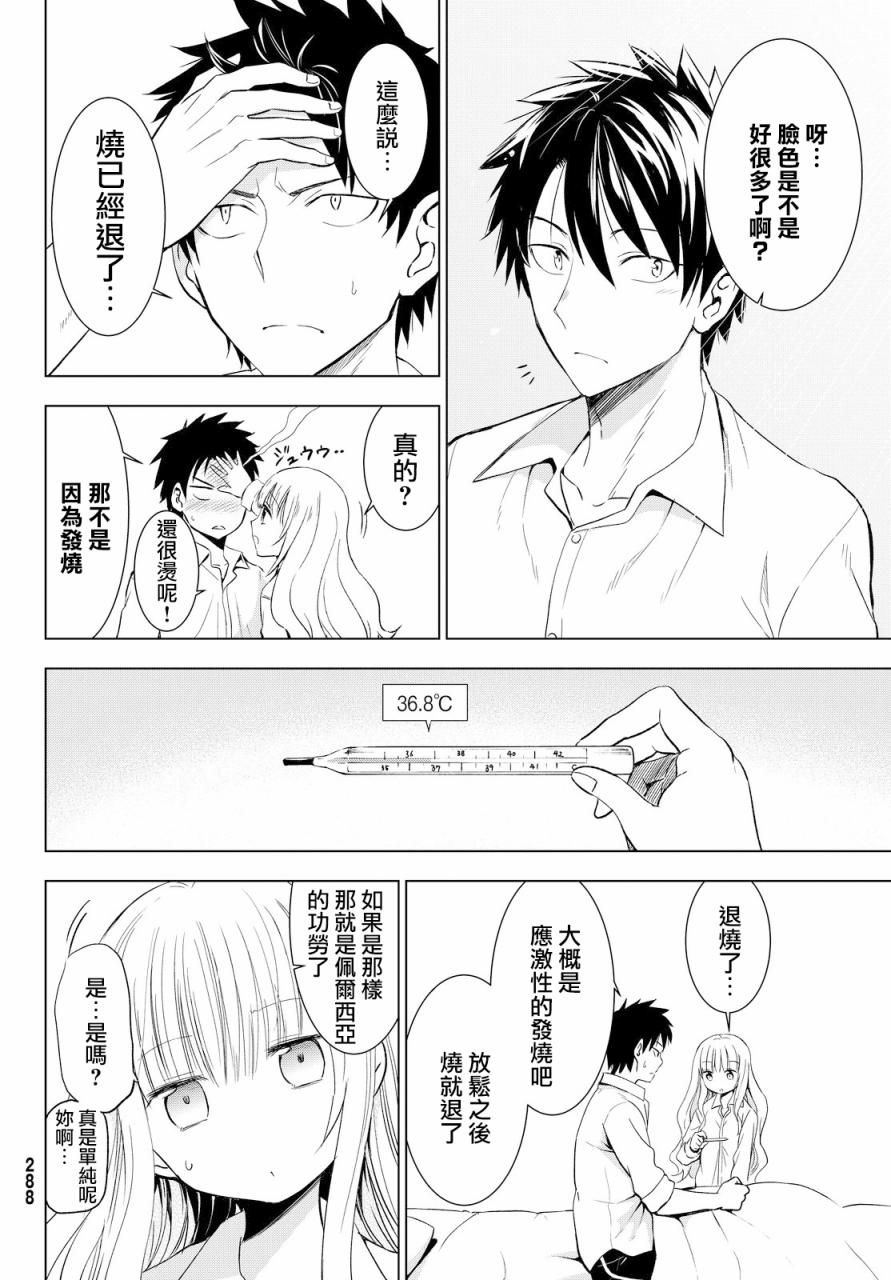 呀…
臉色是不是
好很多了啊?
這麼説…
燒已經退了…
真的?
ジュウウ‥
還很燙呢!
那不是
因為發燒
36.8℃
36 38 40 42
35 37 39 41
退燒了…
大概是
應激性的發燒吧
放鬆之後
燒就退了
如果是那樣
那就是佩爾西亞
的功勞了
是…是嗎?
真是單純呢
妳啊…
288